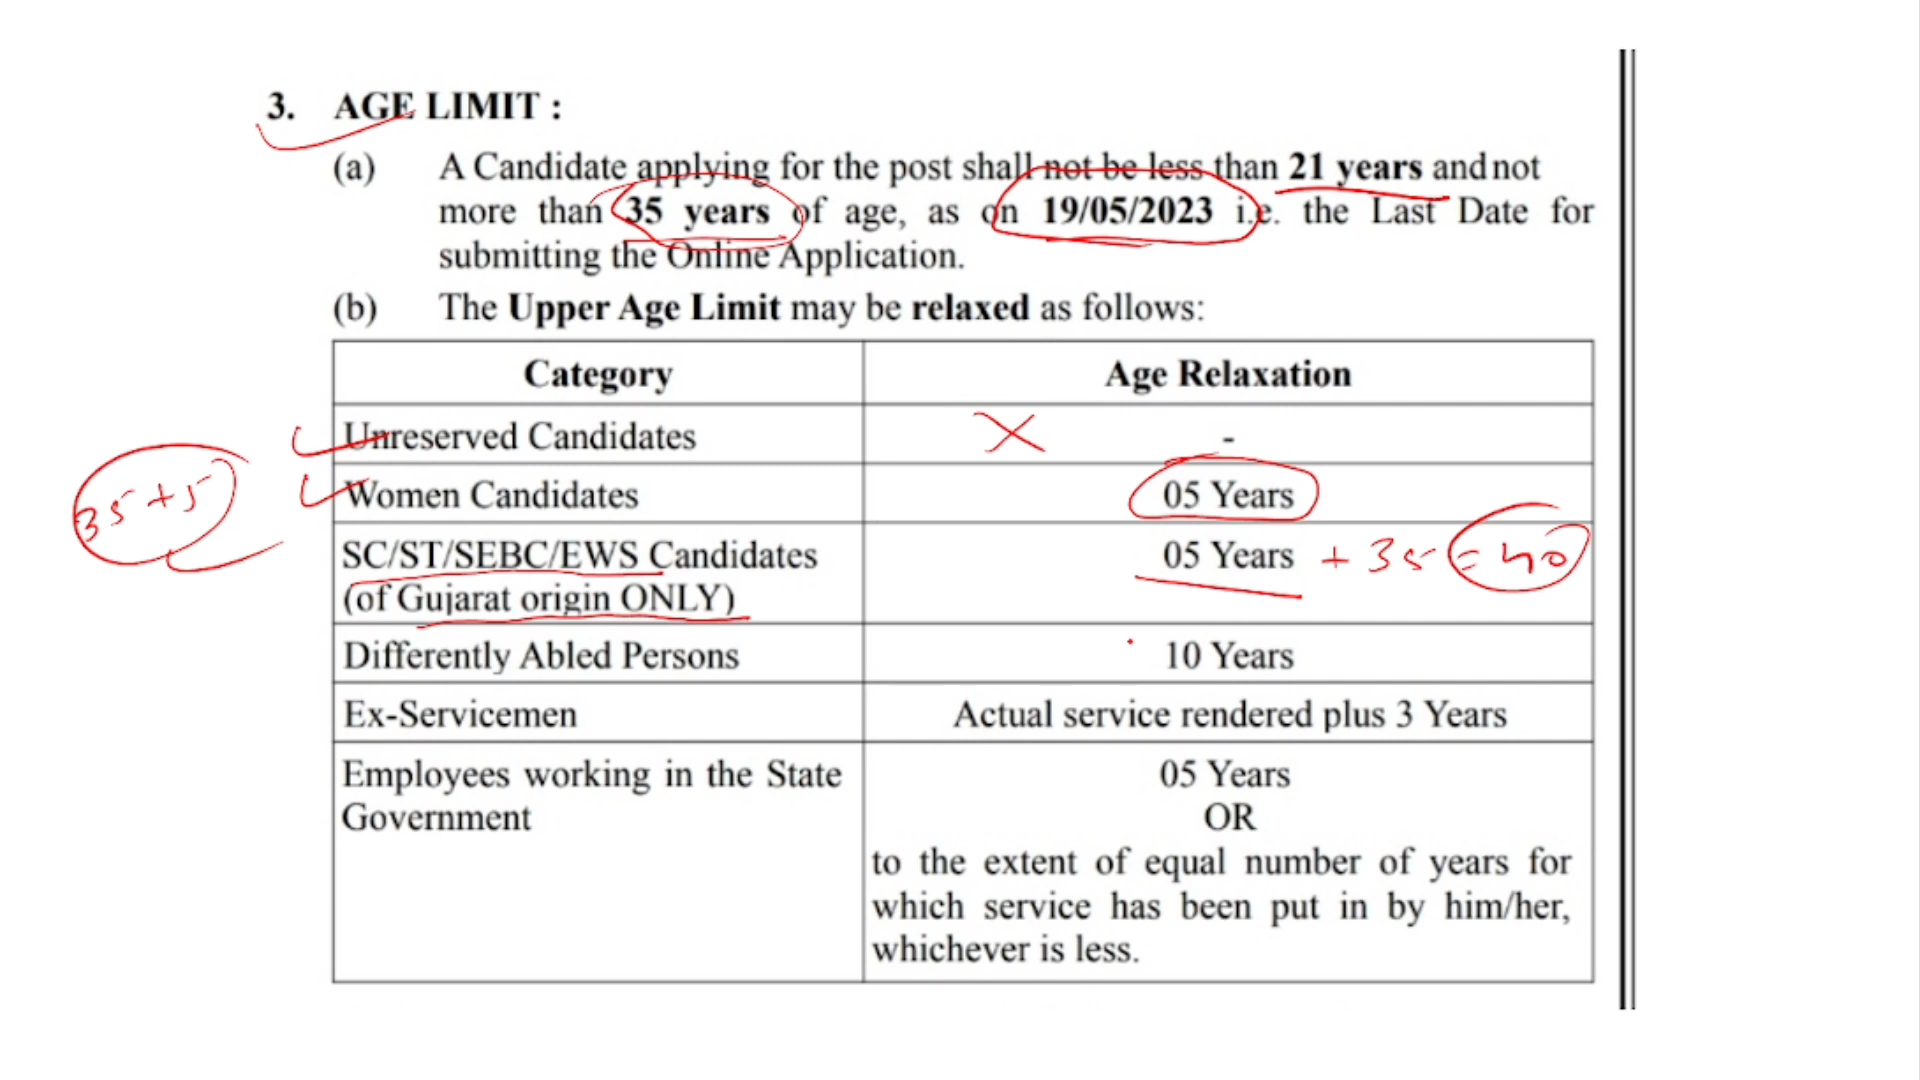 3. AGE LIMIT :
(a) A Candidate applying for the post shall not be less than 21 years and not
more than 35 years of age, as on 19/05/2023 i.e. the Last Date for
submitting the Online Application.
(b) The Upper Age Limit may be relaxed as follows:
Category Age Relaxation
Unreserved Candidates -
Women Candidates 05 Years
35+5
SC/ST/SEBC/EWS Candidates 05 Years + 35 = 40
(of Gujarat origin ONLY)
Differently Abled Persons 10 Years
Ex-Servicemen Actual service rendered plus 3 Years
Employees working in the State 05 Years
Government OR
to the extent of equal number of years for
which service has been put in by him/her,
whichever is less.